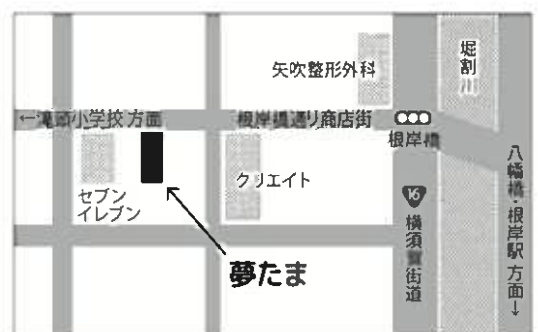 矢吹整形外科
堀割川
←滝頭小学校 方面
根岸橋通り商店街
根岸橋
セブン
イレブン
クリエイト
16
横須賀街道
八幡橋・根岸駅 方面→
夢たま